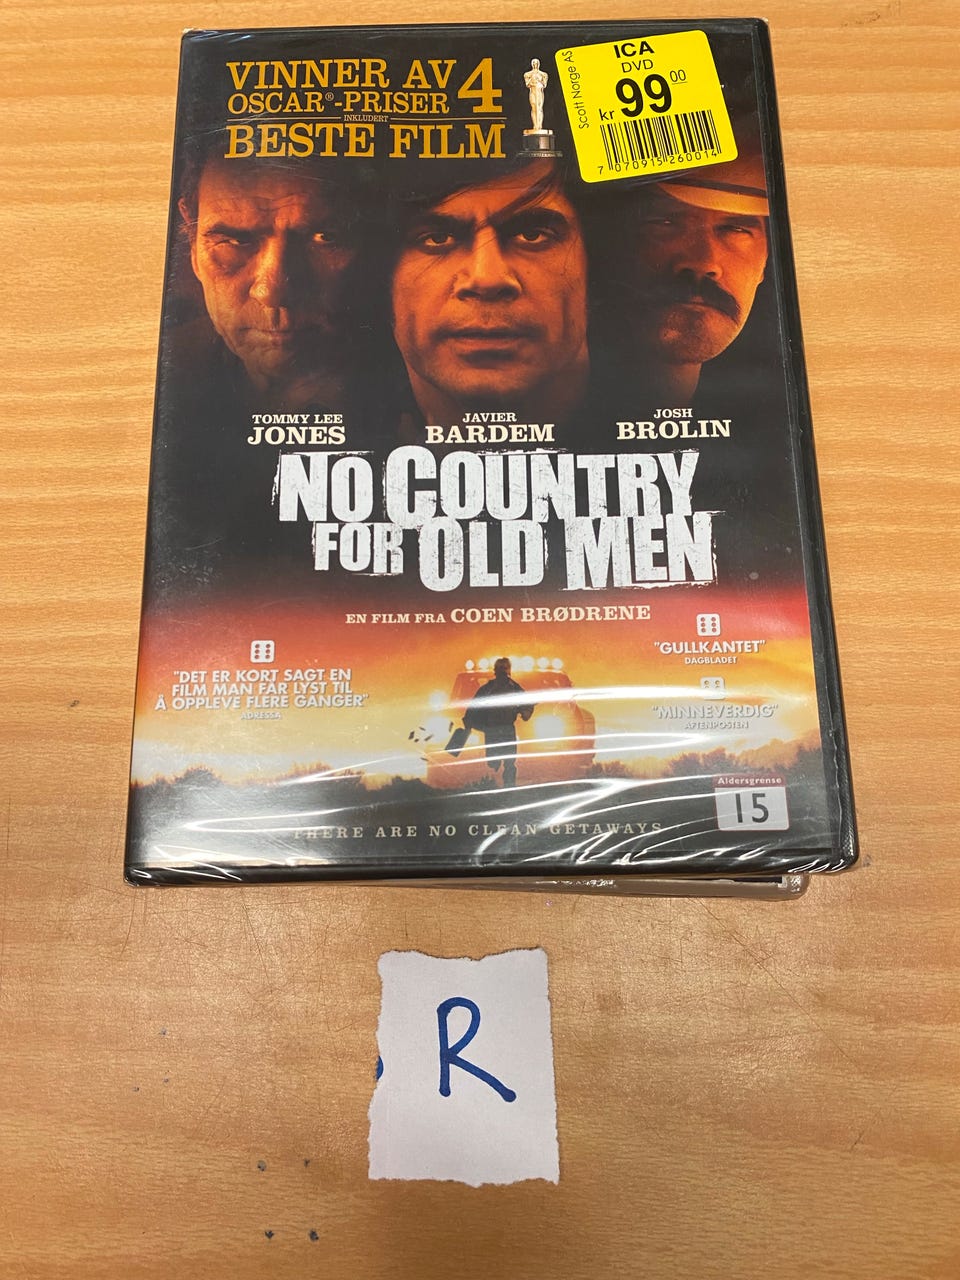 VINNER AV 4
OSCAR®-PRISER
INKLUDERT
BESTE FILM
Scott Norge AS
ICA
DVD
kr 99 00
7 070915 260014
TOMMY LEE
JONES
JAVIER
BARDEM
JOSH
BROLIN
NO COUNTRY
FOR OLD MEN
EN FILM FRA COEN BRØDRENE
"DET ER KORT SAGT EN
FILM MAN FÅR LYST TIL
Å OPPLEVE FLERE GANGER"
ADRESSA
"GULLKANTET"
DAGBLADET
"MINNEVERDIG"
AFTENPOSTEN
Aldersgrense
15
THERE ARE NO CLEAN GETAWAYS
R